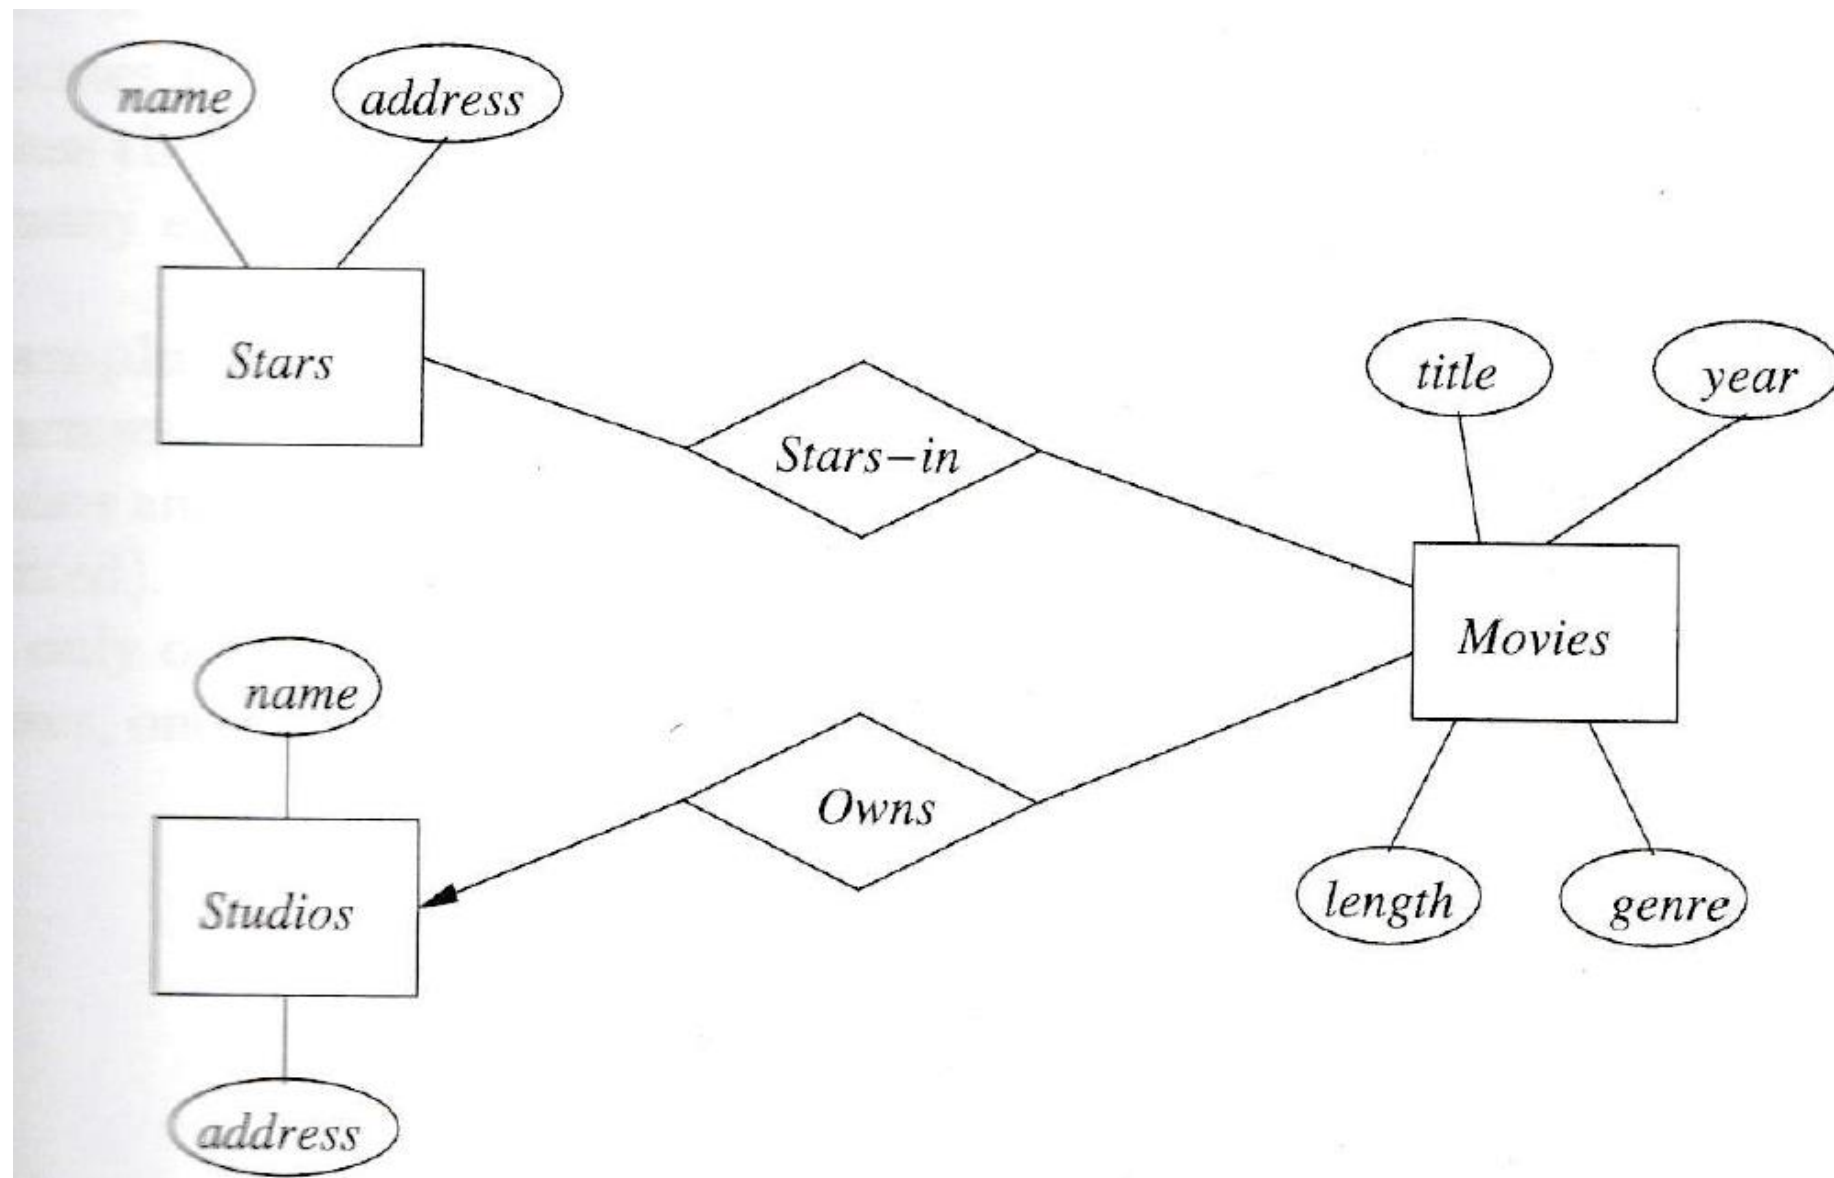 name
address
Stars
Stars-in
title
year
Movies
name
Owns
Studios
length
genre
address